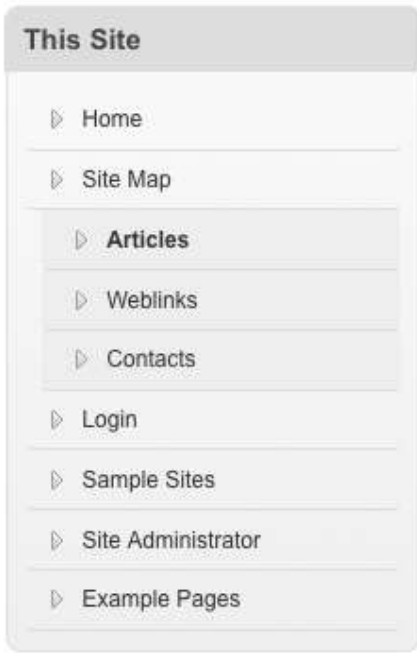 This Site
Home
Site Map
Articles
Weblinks
Contacts
Login
Sample Sites
Site Administrator
Example Pages